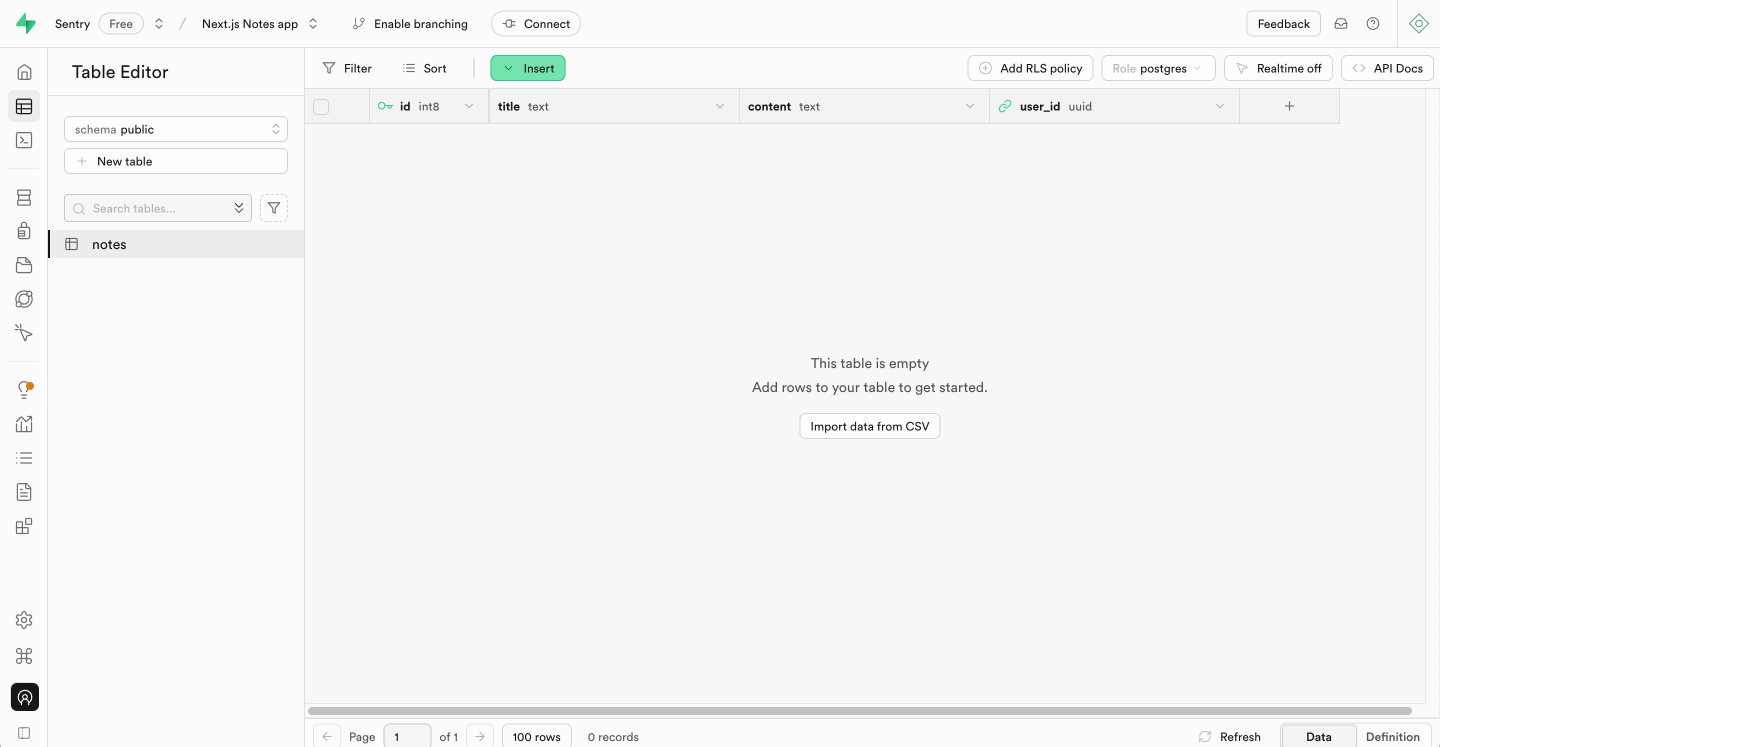 Sentry Free / Next.js Notes app Enable branching Connect Feedback
Table Editor
Filter Sort Insert Add RLS policy Role postgres Realtime off API Docs
schema public
New table
Search tables...
notes
id int8 title text content text user_id uuid
This table is empty
Add rows to your table to get started.
Import data from CSV
Page 1 of 1 100 rows 0 records Refresh Data Definition